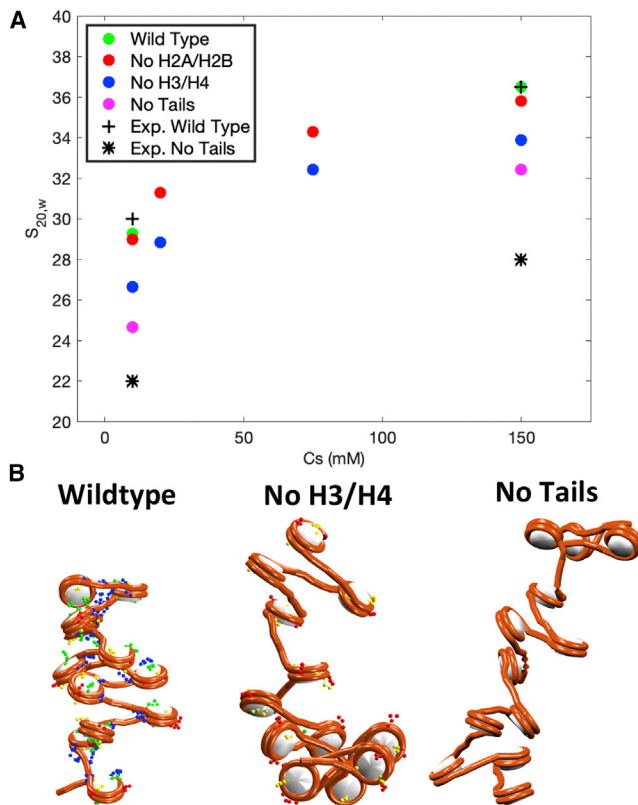 A
Wild Type
No H2A/H2B
No H3/H4
No Tails
Exp. Wild Type
Exp. No Tails
40
38
36
34
32
30
28
26
24
22
20
S20,w
0
50
100
150
Cs (mM)
B
Wildtype
No H3/H4
No Tails